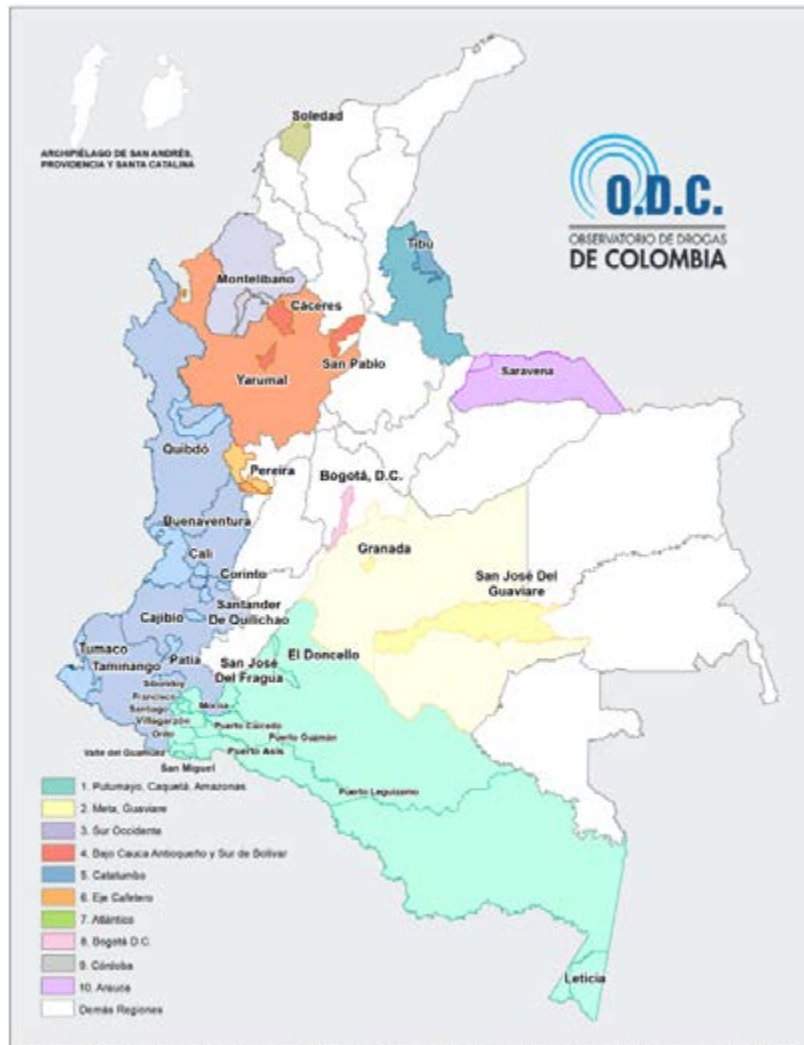 ARCHIPIÉLAGO DE SAN ANDRÉS,
PROVIDENCIA Y SANTA CATALINA
Soledad
O.D.C.
OBSERVATORIO DE DROGAS
DE COLOMBIA
Tibú
Montelibano
Cáceres
San Pablo
Saravena
Yarumal
Quibdó
Pereira
Bogotá, D.C.
Buenaventura
Granada
Cali
San José Del
Guaviare
Corinto
Cajibío
Santander
De Quilichao
Tumaco
Taminango
Patía
San José
Del Fragua
El Doncello
Sibundoy
Francisco
Santiago
Mocoa
Villagarzón
Puerto Caicedo
Orito
Puerto Guzmán
Valle del Guamuez
Puerto Asís
San Miguel
Puerto Leguizamo
1. Putumayo, Caquetá, Amazonas
2. Meta, Guaviare
3. Sur Occidente
4. Bajo Cauca Antioqueño y Sur de Bolívar
5. Catatumbo
6. Eje Cafetero
7. Atlántico
8. Bogotá D.C.
9. Córdoba
10. Arauca
Demás Regiones
Leticia